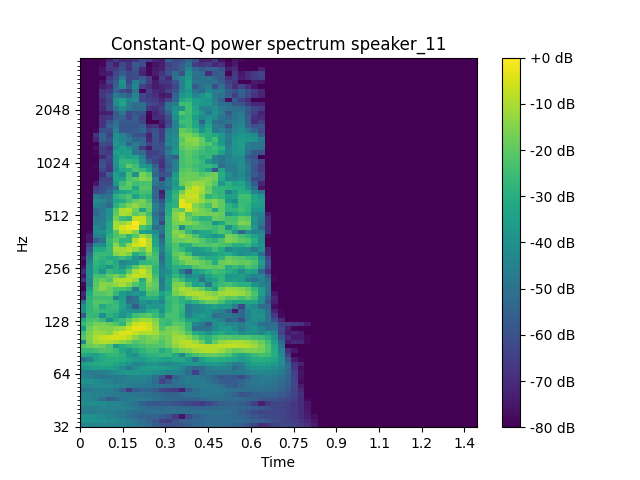 Constant-Q power spectrum speaker_11
Hz
2048
1024
512
256
128
64
32
0 0.15 0.3 0.45 0.6 0.75 0.9 1.1 1.2 1.4
Time
+0 dB
-10 dB
-20 dB
-30 dB
-40 dB
-50 dB
-60 dB
-70 dB
-80 dB